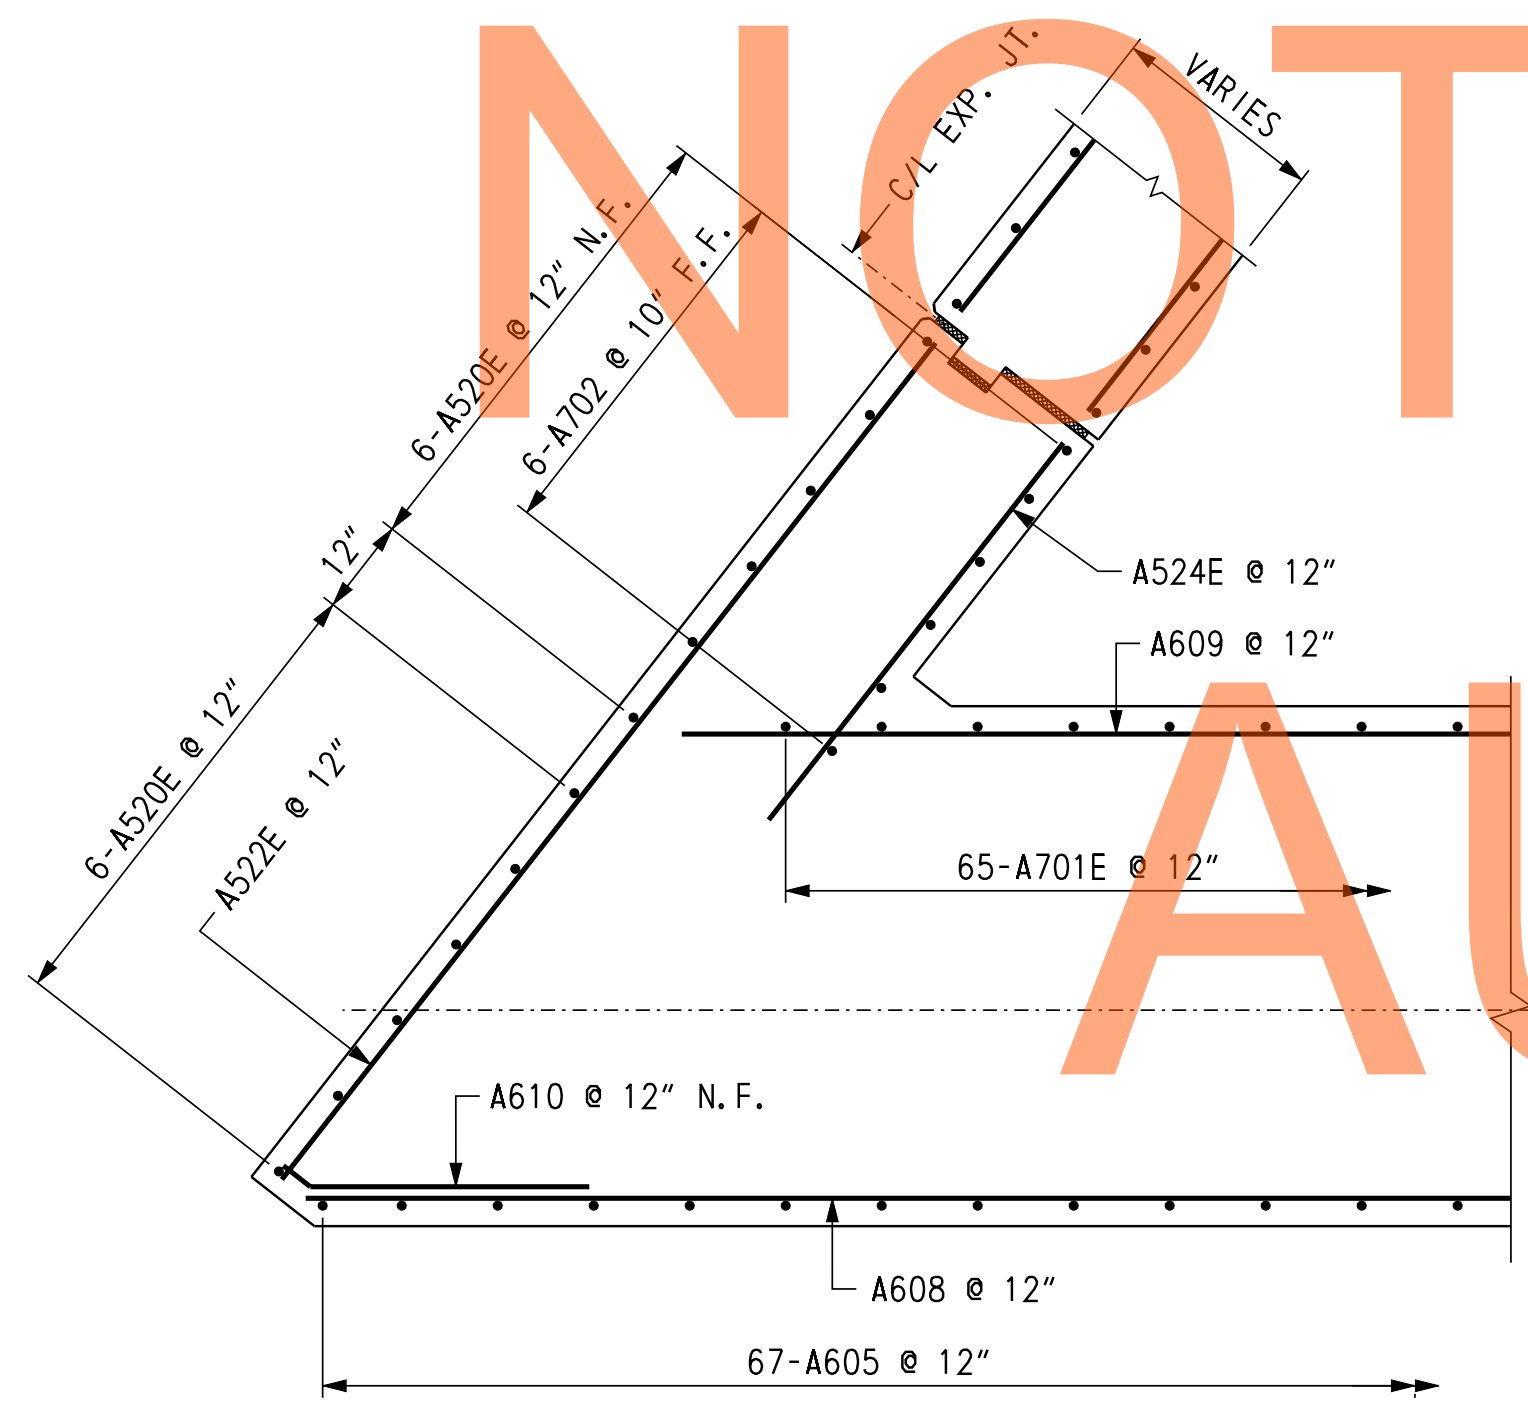 NOT
C/L EXP. JT.
VARIES
6-A520E @ 12" N.F.
6-A702 @ 10" F.F.
12"
A524E @ 12"
A609 @ 12"
6-A520E @ 12"
A522E @ 12"
65-A701E @ 12"
AU
A610 @ 12" N.F.
A608 @ 12"
67-A605 @ 12"